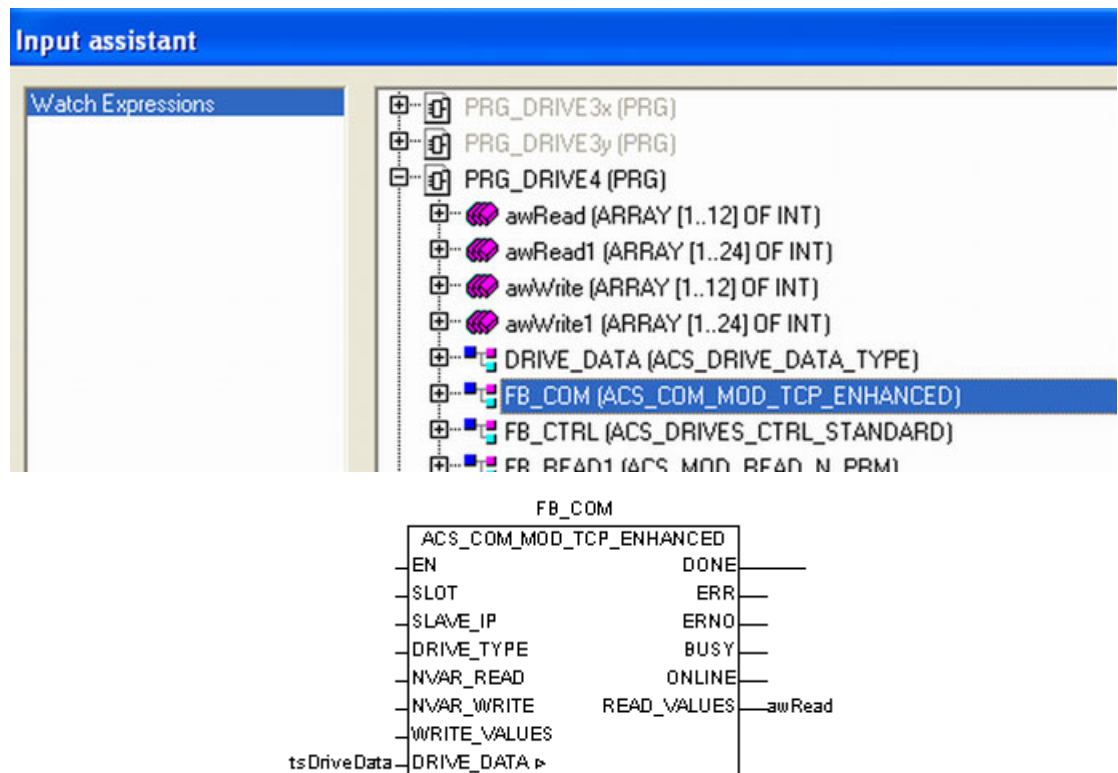 Input assistant
Watch Expressions
PRG_DRIVE3x (PRG)
PRG_DRIVE3y (PRG)
PRG_DRIVE4 (PRG)
awRead (ARRAY [1..12] OF INT)
awRead1 (ARRAY [1..24] OF INT)
awWrite (ARRAY [1..12] OF INT)
awWrite1 (ARRAY [1..24] OF INT)
DRIVE_DATA (ACS_DRIVE_DATA_TYPE)
FB_COM (ACS_COM_MOD_TCP_ENHANCED)
FB_CTRL (ACS_DRIVES_CTRL_STANDARD)
FB_READ1 (ACS_MOD_READ_N_PRM)
FB_COM
ACS_COM_MOD_TCP_ENHANCED
EN DONE
SLOT ERR
SLAVE_IP ERNO
DRIVE_TYPE BUSY
NVAR_READ ONLINE
NVAR_WRITE READ_VALUES awRead
WRITE_VALUES
tsDriveData DRIVE_DATA